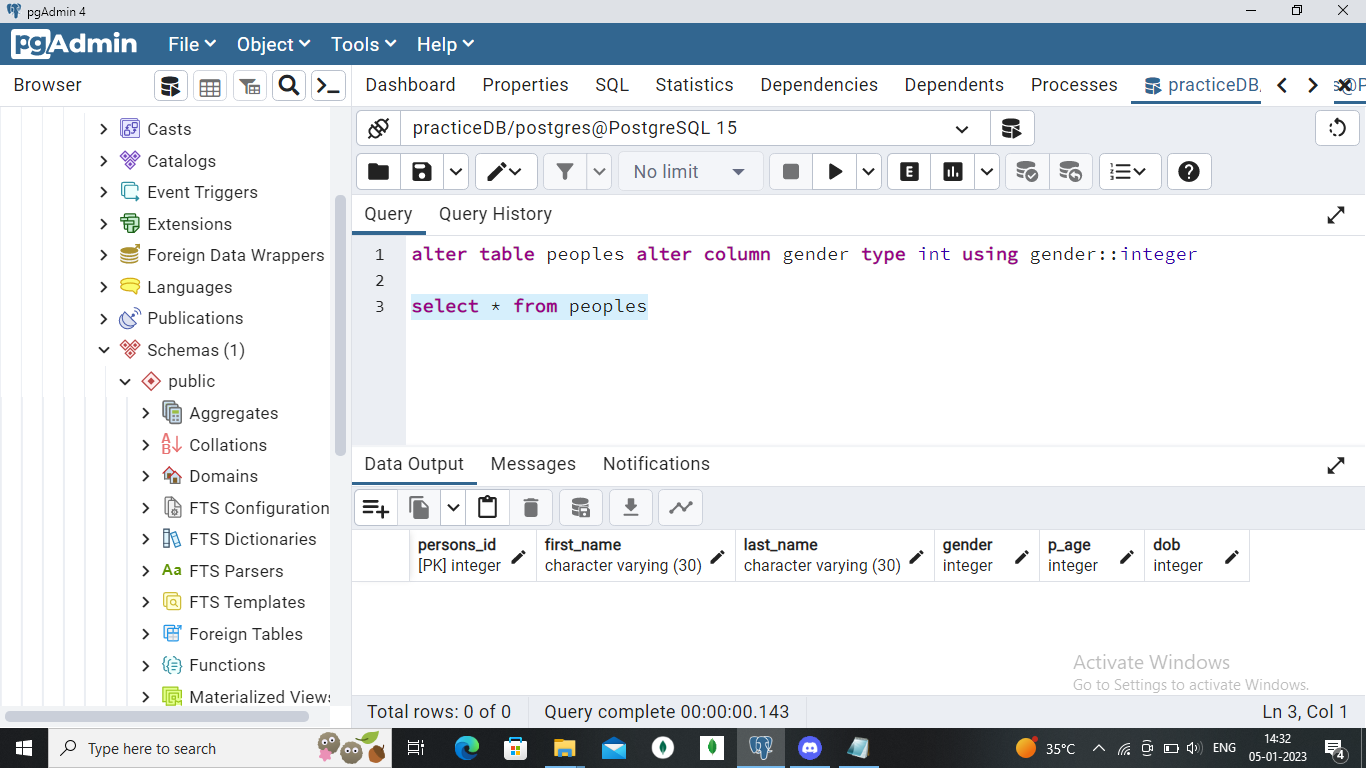 pgAdmin 4
pgAdmin File Object Tools Help
Browser
Dashboard Properties SQL Statistics Dependencies Dependents Processes practiceDB/
practiceDB/postgres@PostgreSQL 15
No limit
E
Casts
Catalogs
Event Triggers
Extensions
Foreign Data Wrappers
Languages
Publications
Schemas (1)
public
Aggregates
Collations
Domains
FTS Configuration
FTS Dictionaries
Aa FTS Parsers
FTS Templates
Foreign Tables
Functions
Materialized Views
Query Query History
1 alter table peoples alter column gender type int using gender::integer
2
3 select * from peoples
Data Output Messages Notifications
persons_id first_name last_name gender p_age dob
[PK] integer character varying (30) character varying (30) integer integer integer
Activate Windows
Go to Settings to activate Windows.
Total rows: 0 of 0 Query complete 00:00:00.143 Ln 3, Col 1
Type here to search
35°C ENG 14:32
05-01-2023 4